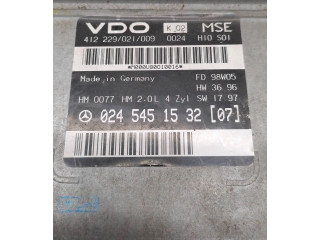 VDO K 02 MSE
412 229/021/009 0024 H10 S01
*M000U80D10816*
Made in Germany FD 98W05
HW 36 96
HM 0077 HM 2.0L 4 Zyl SW 17 97
024 545 15 32 [07]